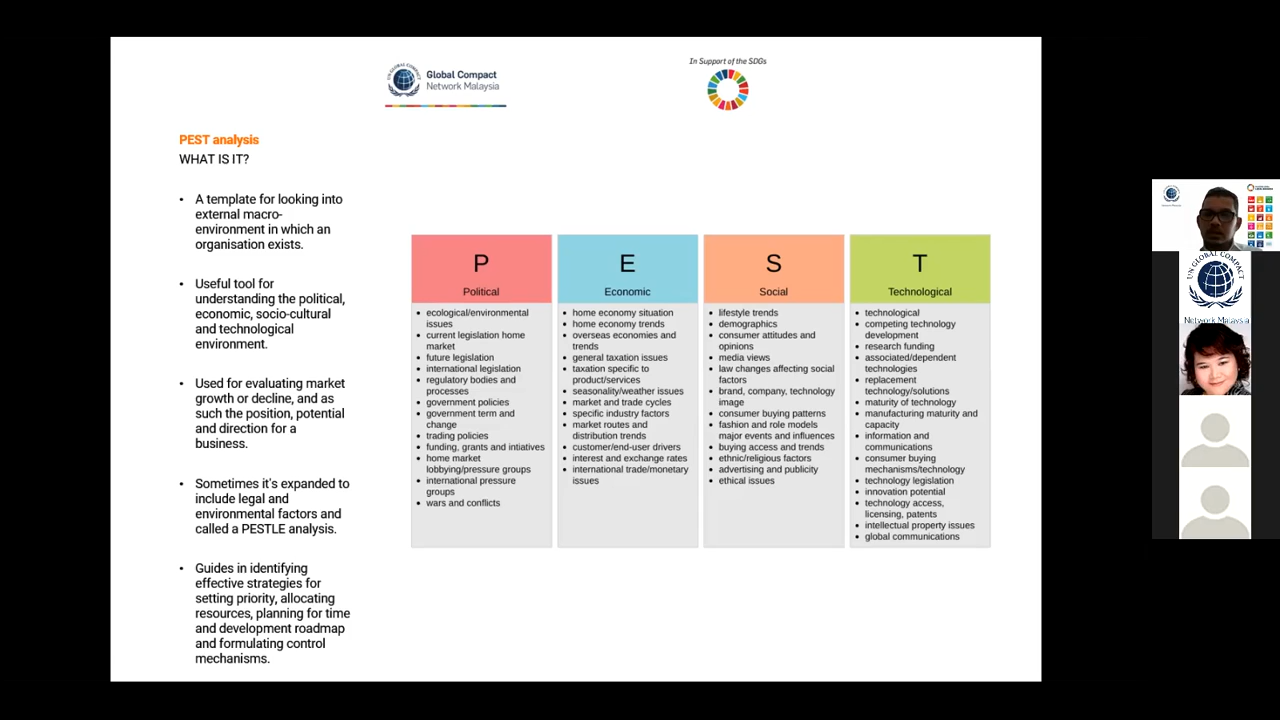 UN GLOBAL COMPACT
Global Compact
Network Malaysia
In Support of the SDGs
PEST analysis
WHAT IS IT?
• A template for looking into
external macro-
environment in which an
organisation exists.
• Useful tool for
understanding the political,
economic, socio-cultural
and technological
environment.
• Used for evaluating market
growth or decline, and as
such the position, potential
and direction for a
business.
• Sometimes it's expanded to
include legal and
environmental factors and
called a PESTLE analysis.
• Guides in identifying
effective strategies for
setting priority, allocating
resources, planning for time
and development roadmap
and formulating control
mechanisms.
P
Political
• ecological/environmental
issues
• current legislation home
market
• future legislation
• international legislation
• regulatory bodies and
processes
• government policies
• government term and
change
• trading policies
• funding, grants and intiatives
• home market
lobbying/pressure groups
• international pressure
groups
• wars and conflicts
E
Economic
• home economy situation
• home economy trends
• overseas economies and
trends
• general taxation issues
• taxation specific to
product/services
• seasonality/weather issues
• market and trade cycles
• specific industry factors
• market routes and
distribution trends
• customer/end-user drivers
• interest and exchange rates
• international trade/monetary
issues
S
Social
• lifestyle trends
• demographics
• consumer attitudes and
opinions
• media views
• law changes affecting social
factors
• brand, company, technology
image
• consumer buying patterns
• fashion and role models
major events and influences
• buying access and trends
• ethnic/religious factors
• advertising and publicity
• ethical issues
T
Technological
• technological
• competing technology
development
• research funding
• associated/dependent
technologies
• replacement
technology/solutions
• maturity of technology
• manufacturing maturity and
capacity
• information and
communications
• consumer buying
mechanisms/technology
• technology legislation
• innovation potential
• technology access,
licensing, patents
• intellectual property issues
• global communications
UN GLOBAL COMPACT
Network Malaysia